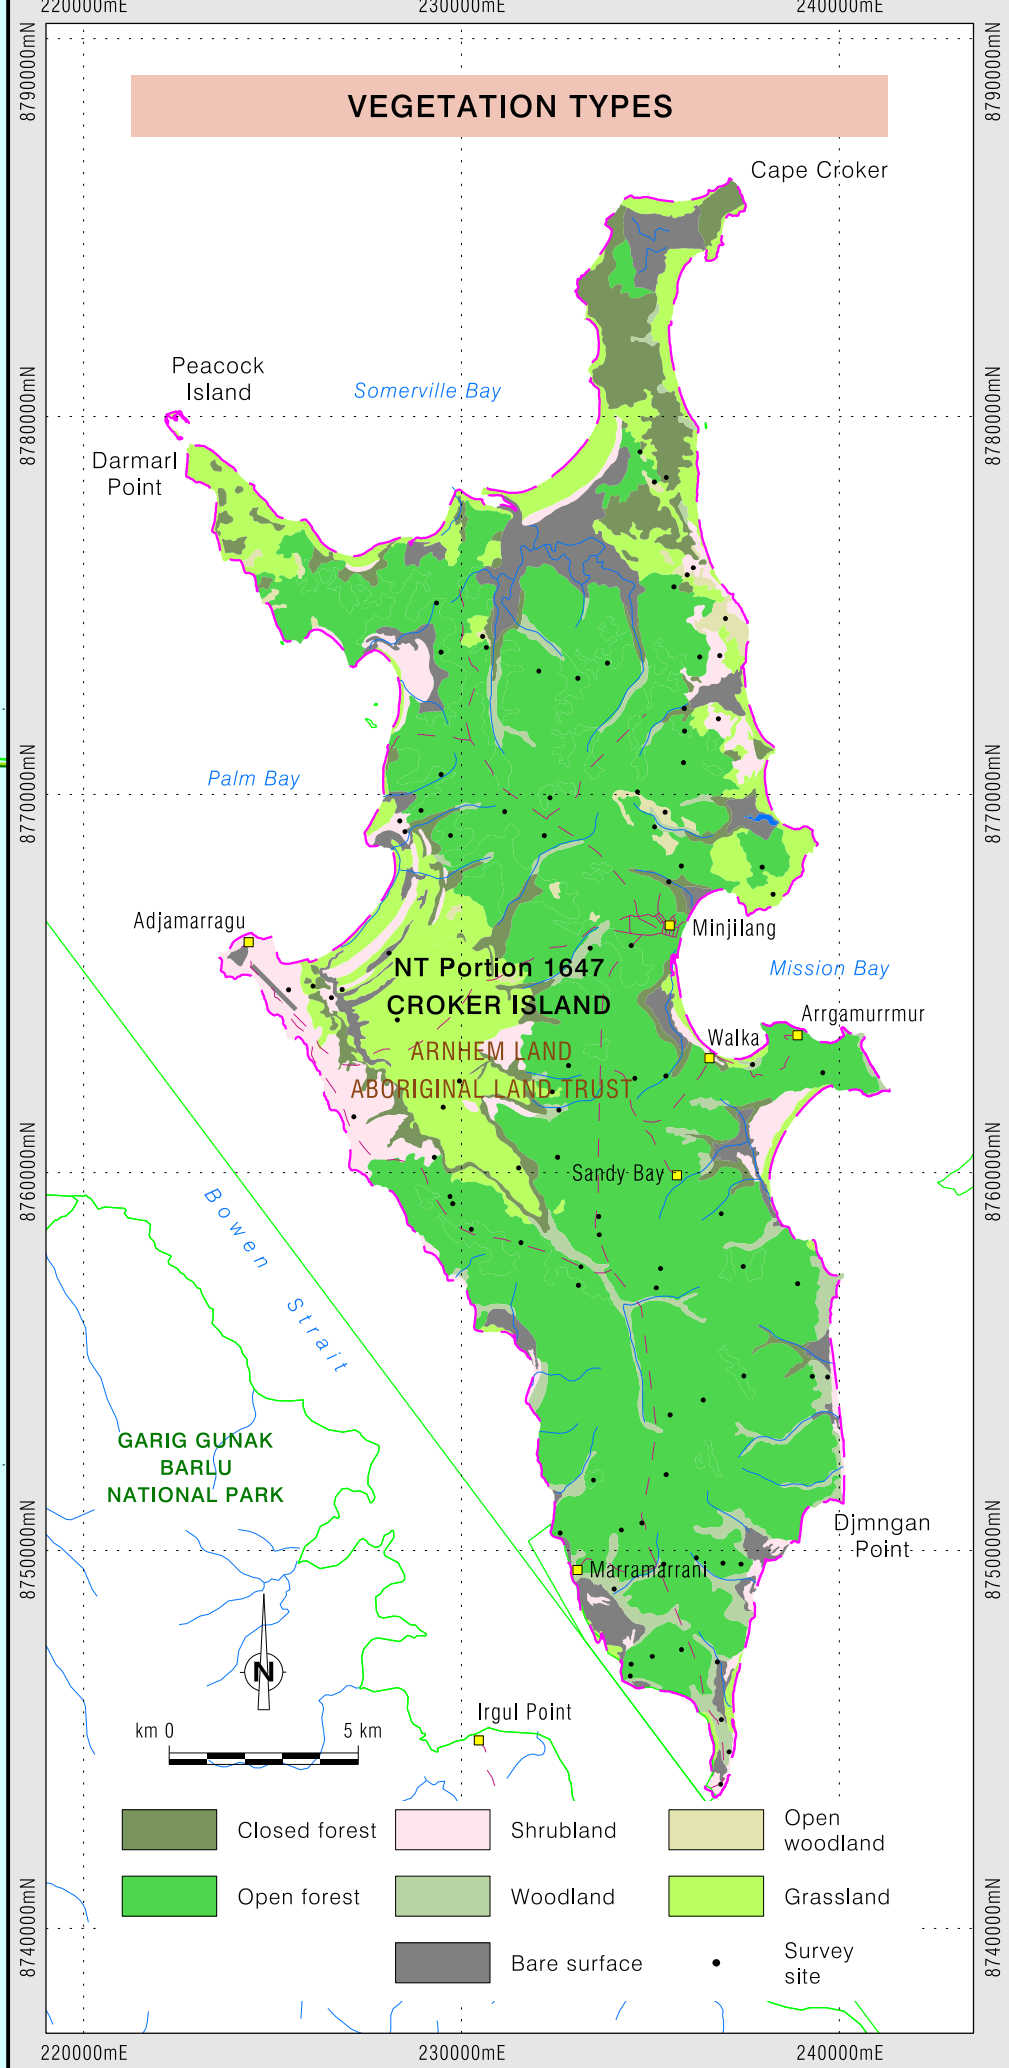 220000mE
230000mE
240000mE
8790000mN
8790000mN
VEGETATION TYPES
Cape Croker
Peacock
Island
Somerville Bay
8780000mN
8780000mN
Darmarl
Point
Palm Bay
8770000mN
8770000mN
Adjamarragu
Minjilang
NT Portion 1647
CROKER ISLAND
Mission Bay
Arrgamurrmur
Walka
ARNHEM LAND
ABORIGINAL LAND TRUST
8760000mN
8760000mN
Sandy Bay
Bowen Strait
GARIG GUNAK
BARLU
NATIONAL PARK
Djmngan
Point
8750000mN
8750000mN
Marramarrani
N
Irgul Point
km 0
5 km
Closed forest
Shrubland
Open
woodland
Open forest
Woodland
Grassland
Bare surface
Survey
site
8740000mN
8740000mN
220000mE
230000mE
240000mE